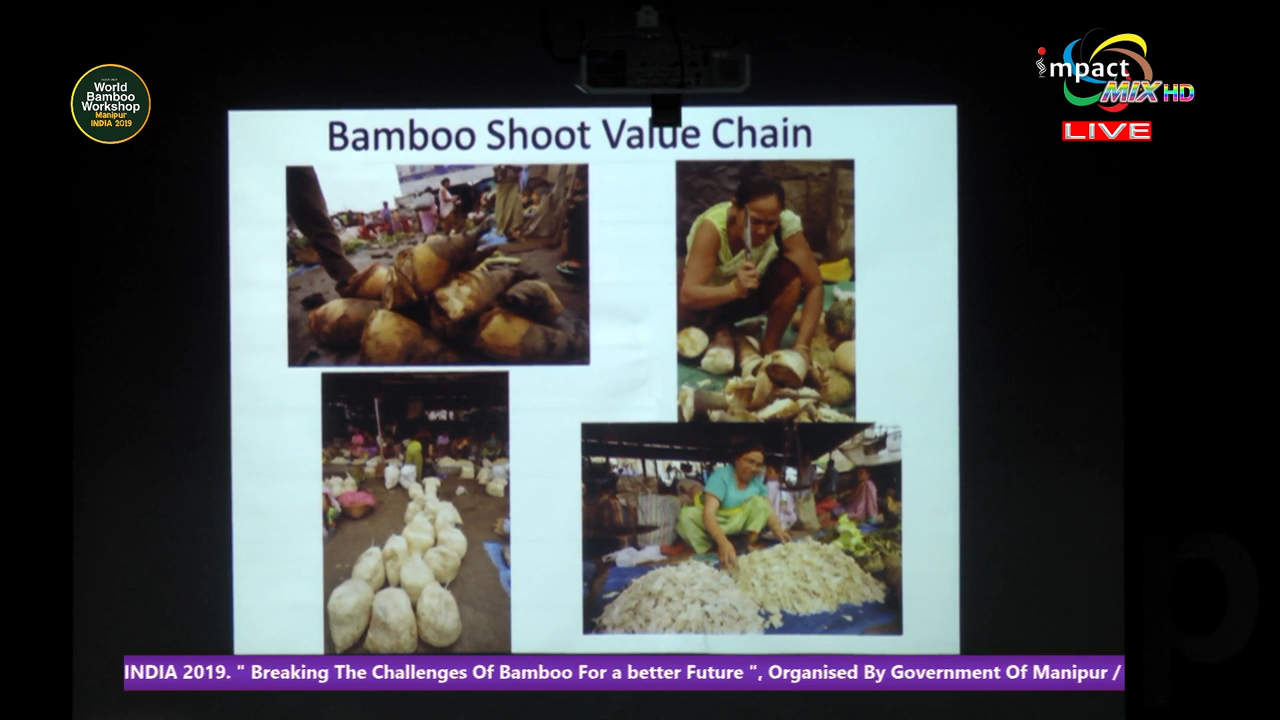 World
Bamboo
Workshop
Manipur
INDIA 2019
impact
MIX HD
LIVE
Bamboo Shoot Value Chain
INDIA 2019. " Breaking The Challenges Of Bamboo For a better Future ", Organised By Government Of Manipur /